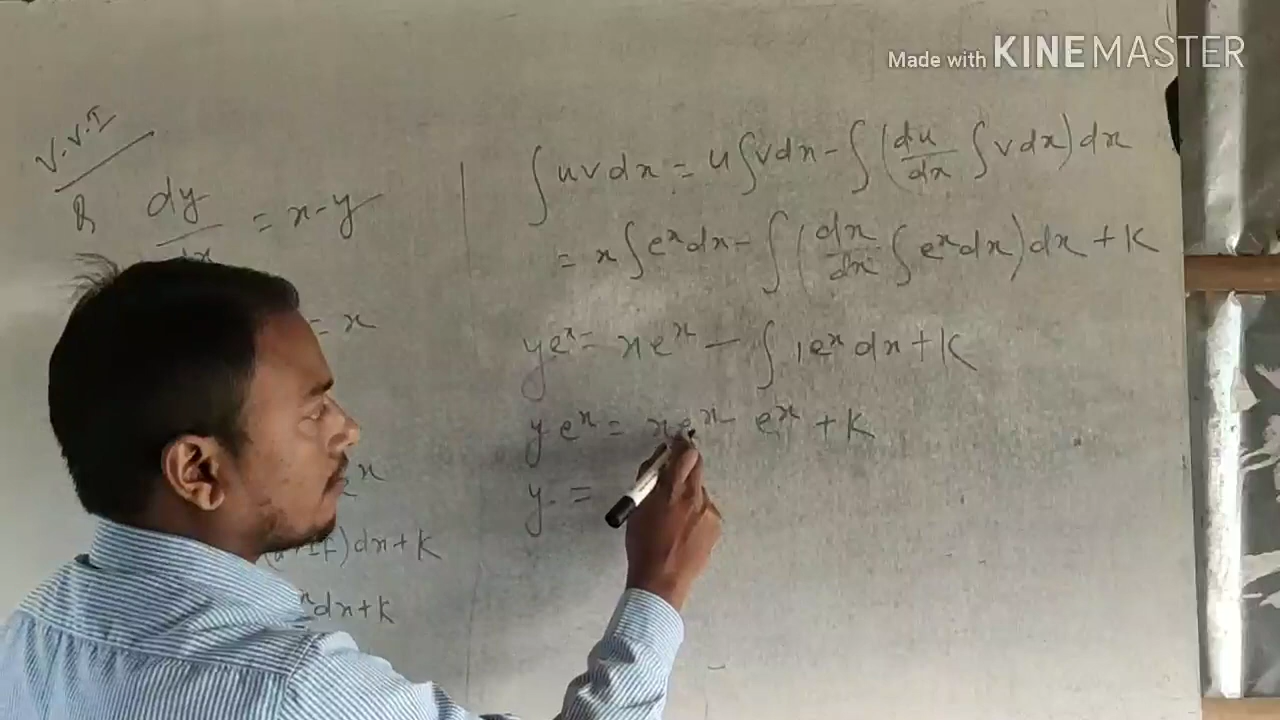 Made with KINEMASTER
V.V.I
Q dy/dx = x-y
= x
e^x
IF)dx+K
dx+K
∫uvdx = u∫vdx - ∫(du/dx ∫vdx)dx
= x∫e^x dx - ∫(dx/dx ∫e^x dx)dx + K
ye^x = xe^x - ∫1e^x dx + K
ye^x = xe^x - e^x + K
y =